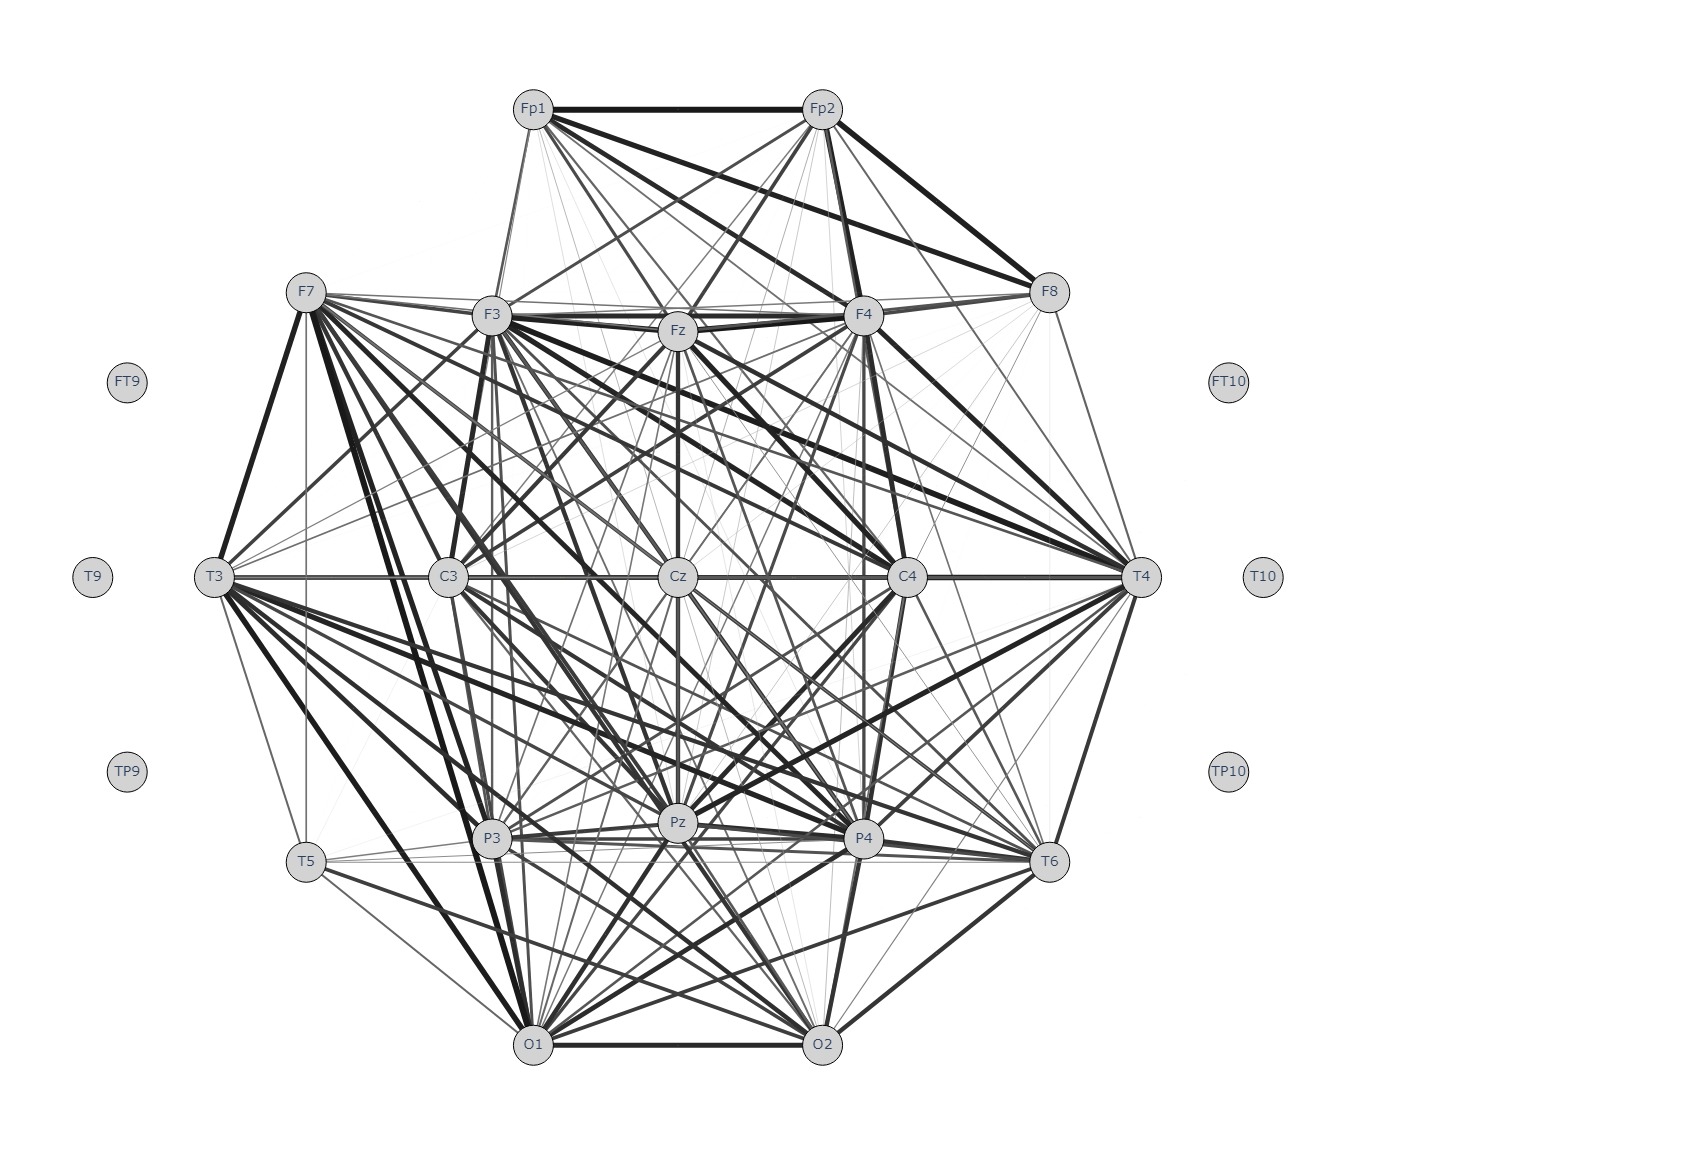 Fp1 Fp2
F7 F3 Fz F4 F8
FT9 FT10
T9 T3 C3 Cz C4 T4 T10
TP9 TP10
T5 P3 Pz P4 T6
O1 O2